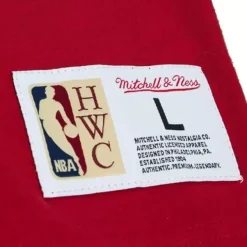 Mitchell & Ness
H
W
C
NBA
L
MITCHELL & NESS NOSTALGIA CO.
AUTHENTIC LICENSED APPAREL
DESIGNED IN PHILADELPHIA, PA
ESTABLISHED 1904
AUTHENTIC. PREMIUM. LEGENDARY.